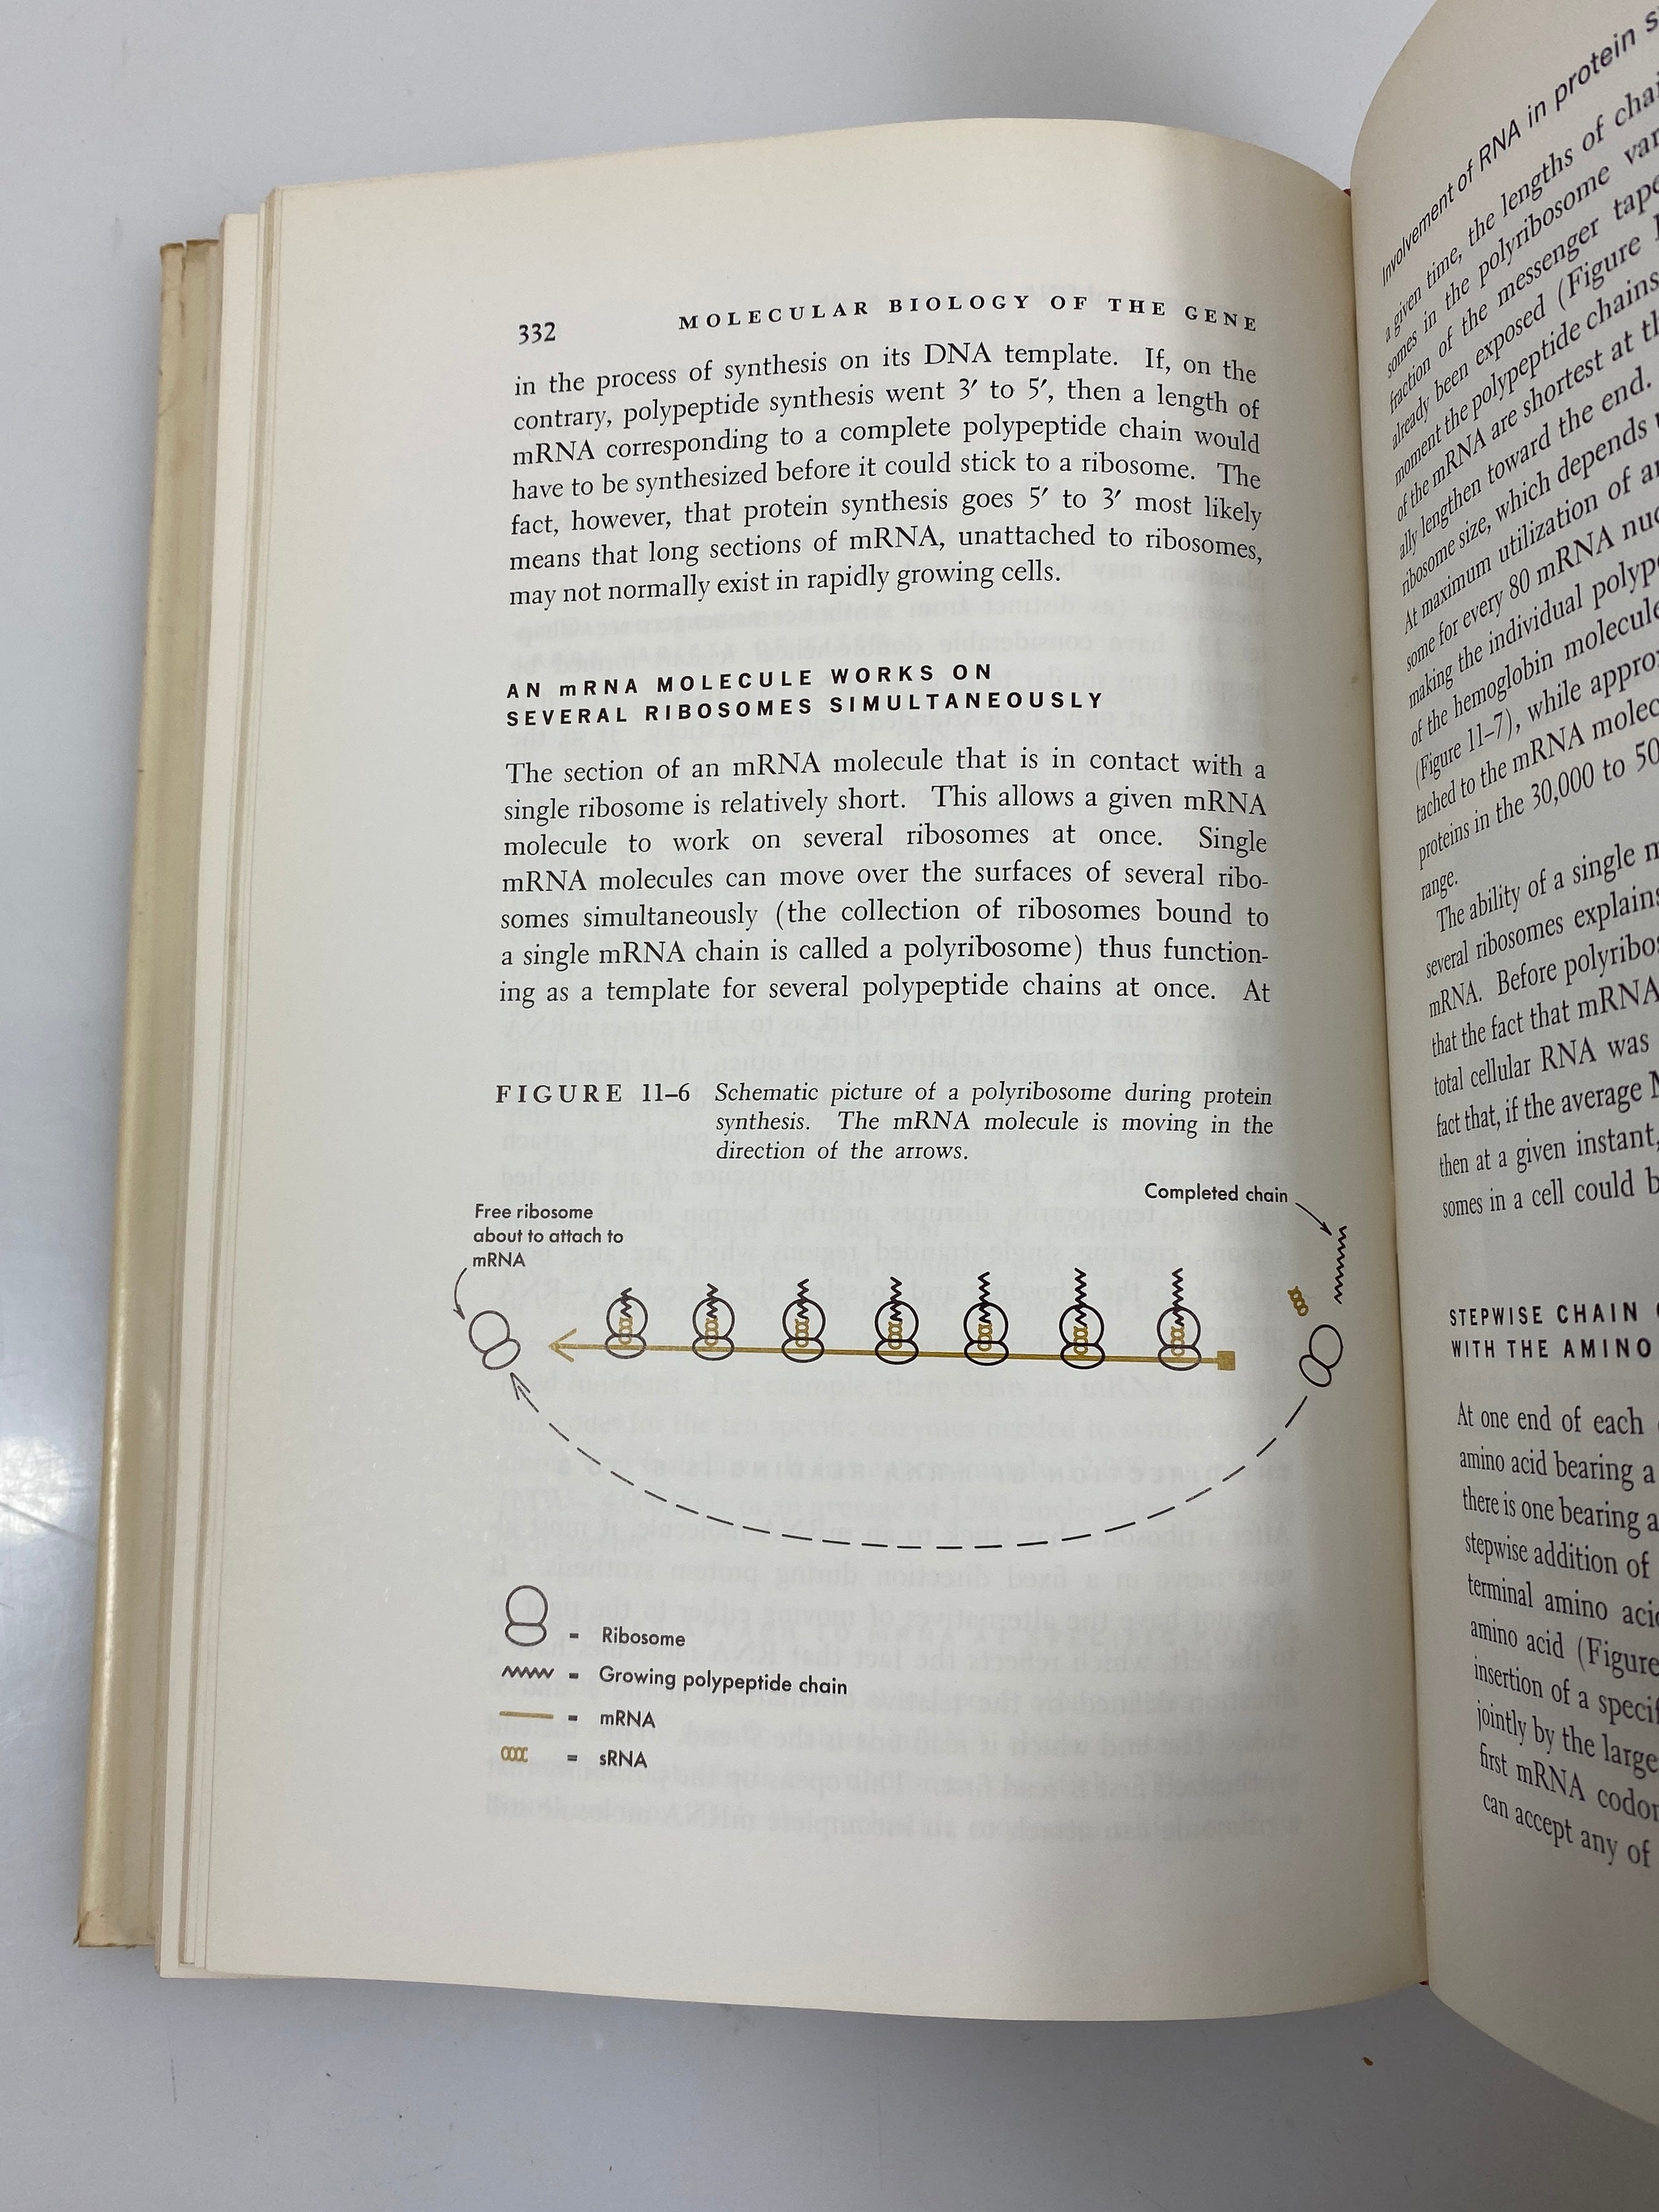 332 MOLECULAR BIOLOGY OF THE GENE
in the process of synthesis on its DNA template. If, on the
contrary, polypeptide synthesis went 3′ to 5′, then a length of
mRNA corresponding to a complete polypeptide chain would
have to be synthesized before it could stick to a ribosome. The
fact, however, that protein synthesis goes 5′ to 3′ most likely
means that long sections of mRNA, unattached to ribosomes,
may not normally exist in rapidly growing cells.
AN mRNA MOLECULE WORKS ON
SEVERAL RIBOSOMES SIMULTANEOUSLY
The section of an mRNA molecule that is in contact with a
single ribosome is relatively short. This allows a given mRNA
molecule to work on several ribosomes at once. Single
mRNA molecules can move over the surfaces of several ribo-
somes simultaneously (the collection of ribosomes bound to
a single mRNA chain is called a polyribosome) thus function-
ing as a template for several polypeptide chains at once. At
FIGURE 11–6 Schematic picture of a polyribosome during protein
synthesis. The mRNA molecule is moving in the
direction of the arrows.
Completed chain
Free ribosome
about to attach to
mRNA
= Ribosome
= Growing polypeptide chain
= mRNA
= sRNA
Involvement of RNA in protein
a given time, the lengths of
somes in the polyribosome
fraction of the messenger
already been exposed (Figure
moment the polypeptide chains
of the mRNA are shortest at
ally lengthen toward the end.
ribosome size, which depends
At maximum utilization of
some for every 80 mRNA
making the individual
of the hemoglobin
(Figure 11–7), while
tached to the mRNA
proteins in the 30,000 to
range.
The ability of a single
several ribosomes explains
mRNA. Before
that the fact that mRNA
total cellular RNA was
fact that, if the average
then at a given instant,
somes in a cell could
STEPWISE CHAIN
WITH THE AMINO
At one end of each
amino acid bearing a
there is one bearing
stepwise addition of
terminal amino
amino acid (Figure
insertion of a
jointly by the
first mRNA
can accept any of